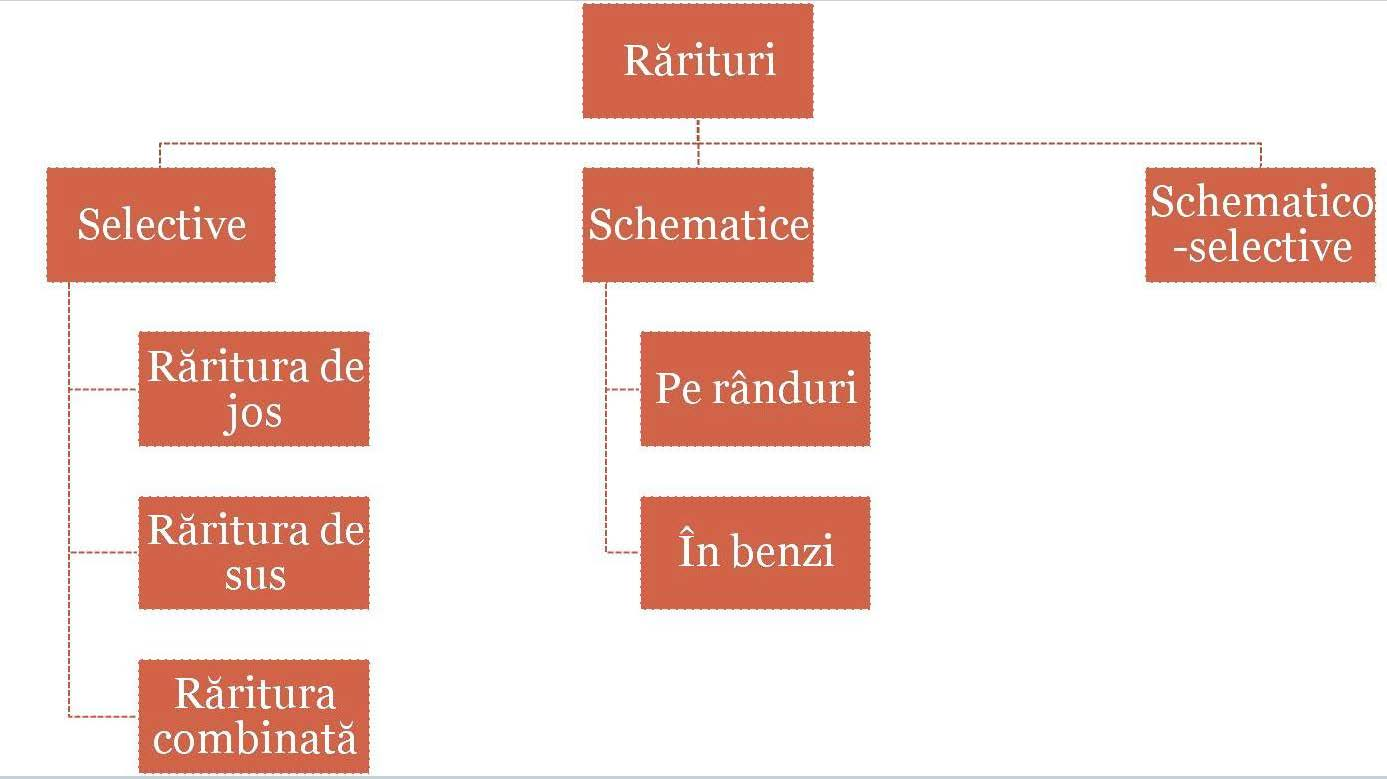 Rărituri
Selective
Schematice
Schematico
-selective
Răritura de
jos
Pe rânduri
Răritura de
sus
În benzi
Răritura
combinată